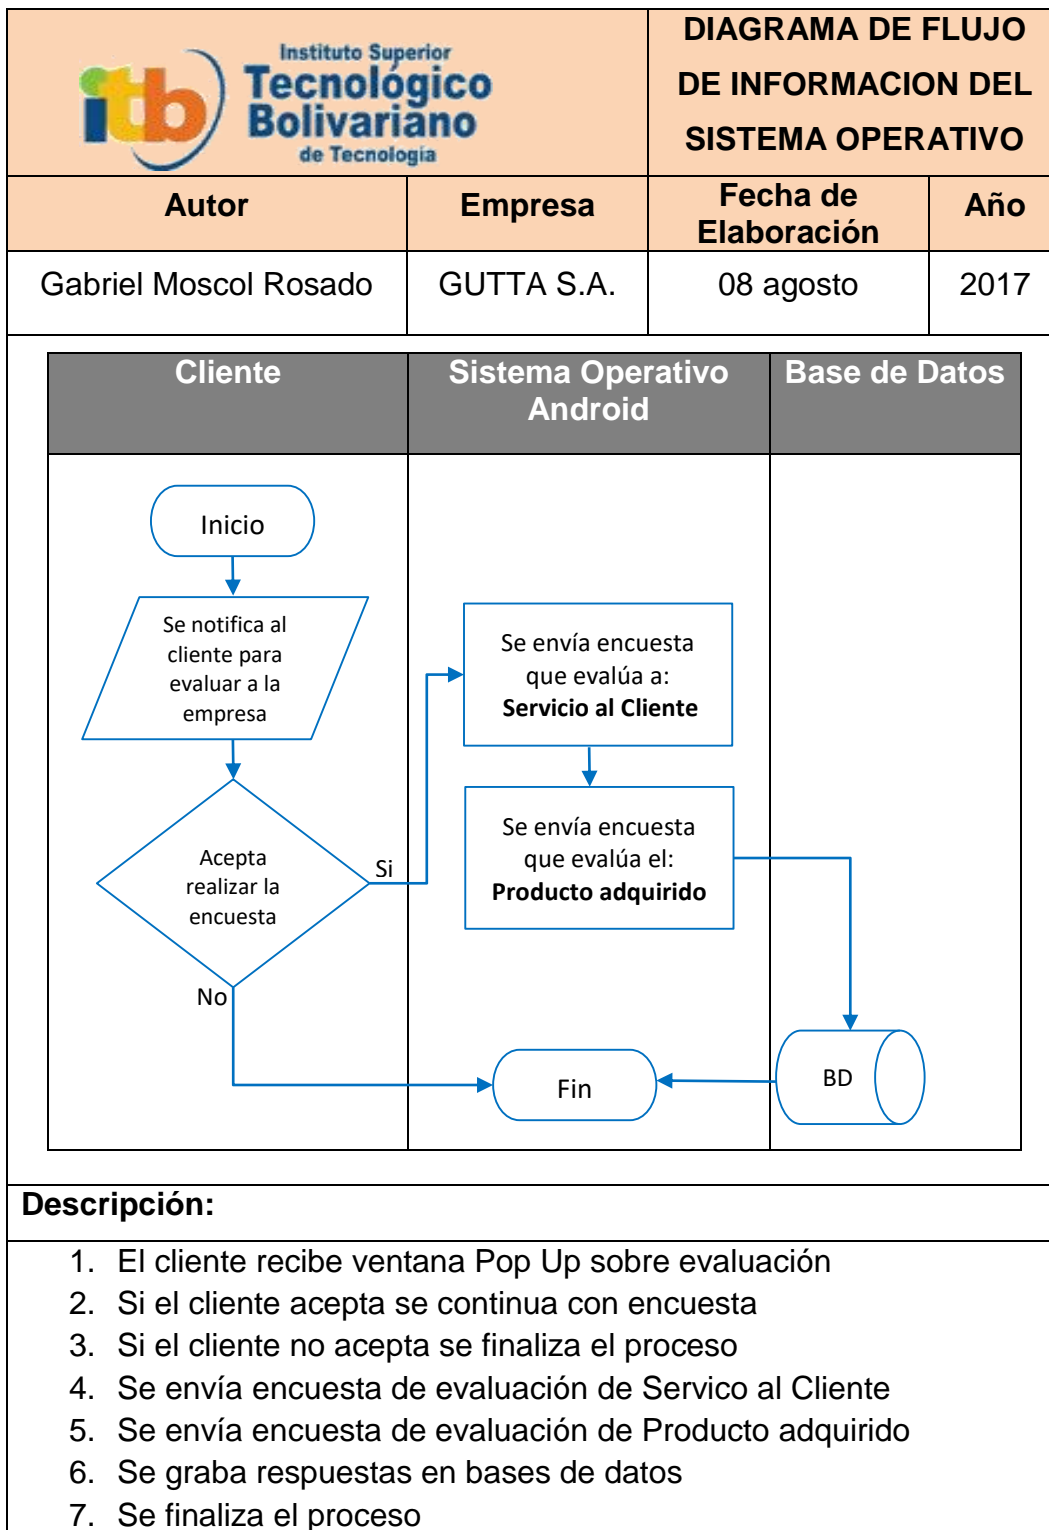 itb
Instituto Superior
Tecnológico
Bolivariano
de Tecnología
DIAGRAMA DE FLUJO
DE INFORMACION DEL
SISTEMA OPERATIVO
Autor
Empresa
Fecha de
Elaboración
Año
Gabriel Moscol Rosado
GUTTA S.A.
08 agosto
2017
Cliente
Sistema Operativo
Android
Base de Datos
Inicio
Se notifica al
cliente para
evaluar a la
empresa
Acepta
realizar la
encuesta
Si
No
Se envía encuesta
que evalúa a:
Servicio al Cliente
Se envía encuesta
que evalúa el:
Producto adquirido
BD
Fin
Descripción:
1. El cliente recibe ventana Pop Up sobre evaluación
2. Si el cliente acepta se continua con encuesta
3. Si el cliente no acepta se finaliza el proceso
4. Se envía encuesta de evaluación de Servico al Cliente
5. Se envía encuesta de evaluación de Producto adquirido
6. Se graba respuestas en bases de datos
7. Se finaliza el proceso